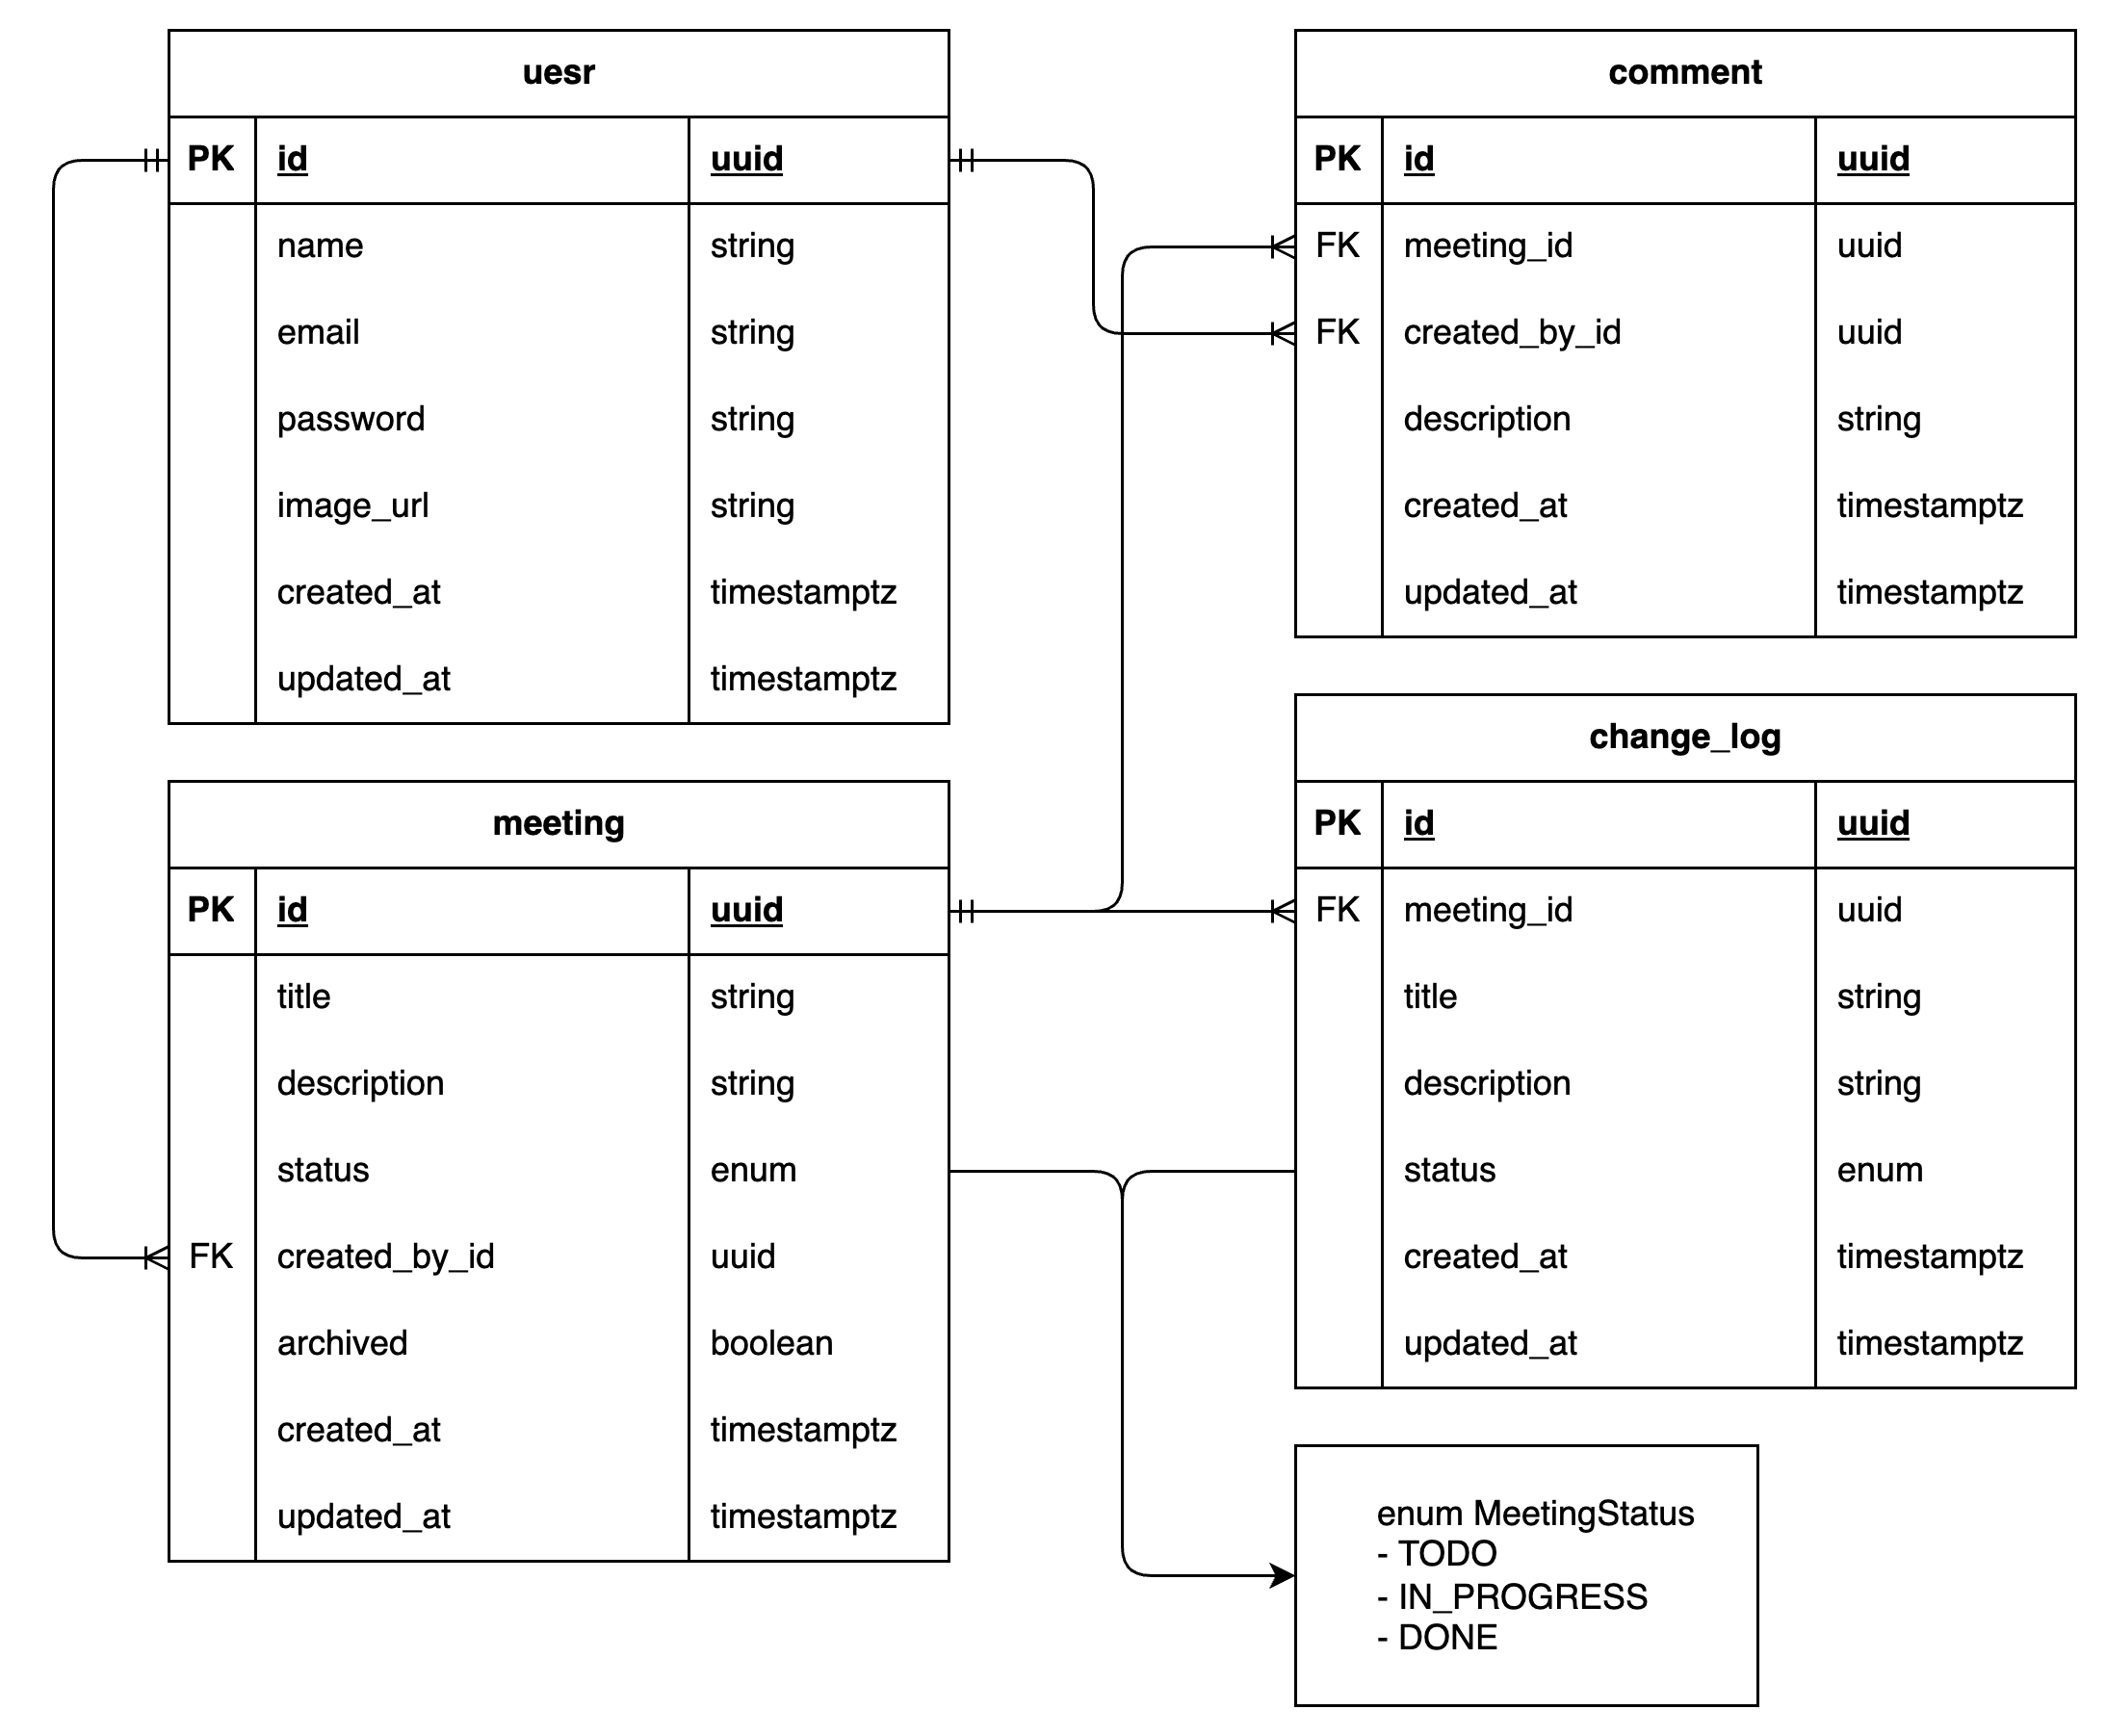 uesr
PK id uuid
name string
email string
password string
image_url string
created_at timestamptz
updated_at timestamptz
comment
PK id uuid
FK meeting_id uuid
FK created_by_id uuid
description string
created_at timestamptz
updated_at timestamptz
meeting
PK id uuid
title string
description string
status enum
FK created_by_id uuid
archived boolean
created_at timestamptz
updated_at timestamptz
change_log
PK id uuid
FK meeting_id uuid
title string
description string
status enum
created_at timestamptz
updated_at timestamptz
enum MeetingStatus
- TODO
- IN_PROGRESS
- DONE